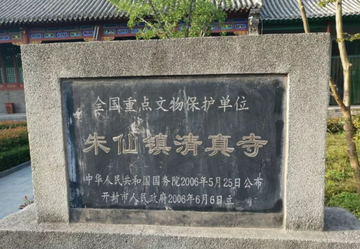 全国重点文物保护单位
朱仙镇清真寺
中华人民共和国国务院2006年5月25日公布
开封市人民政府2006年6月6日立